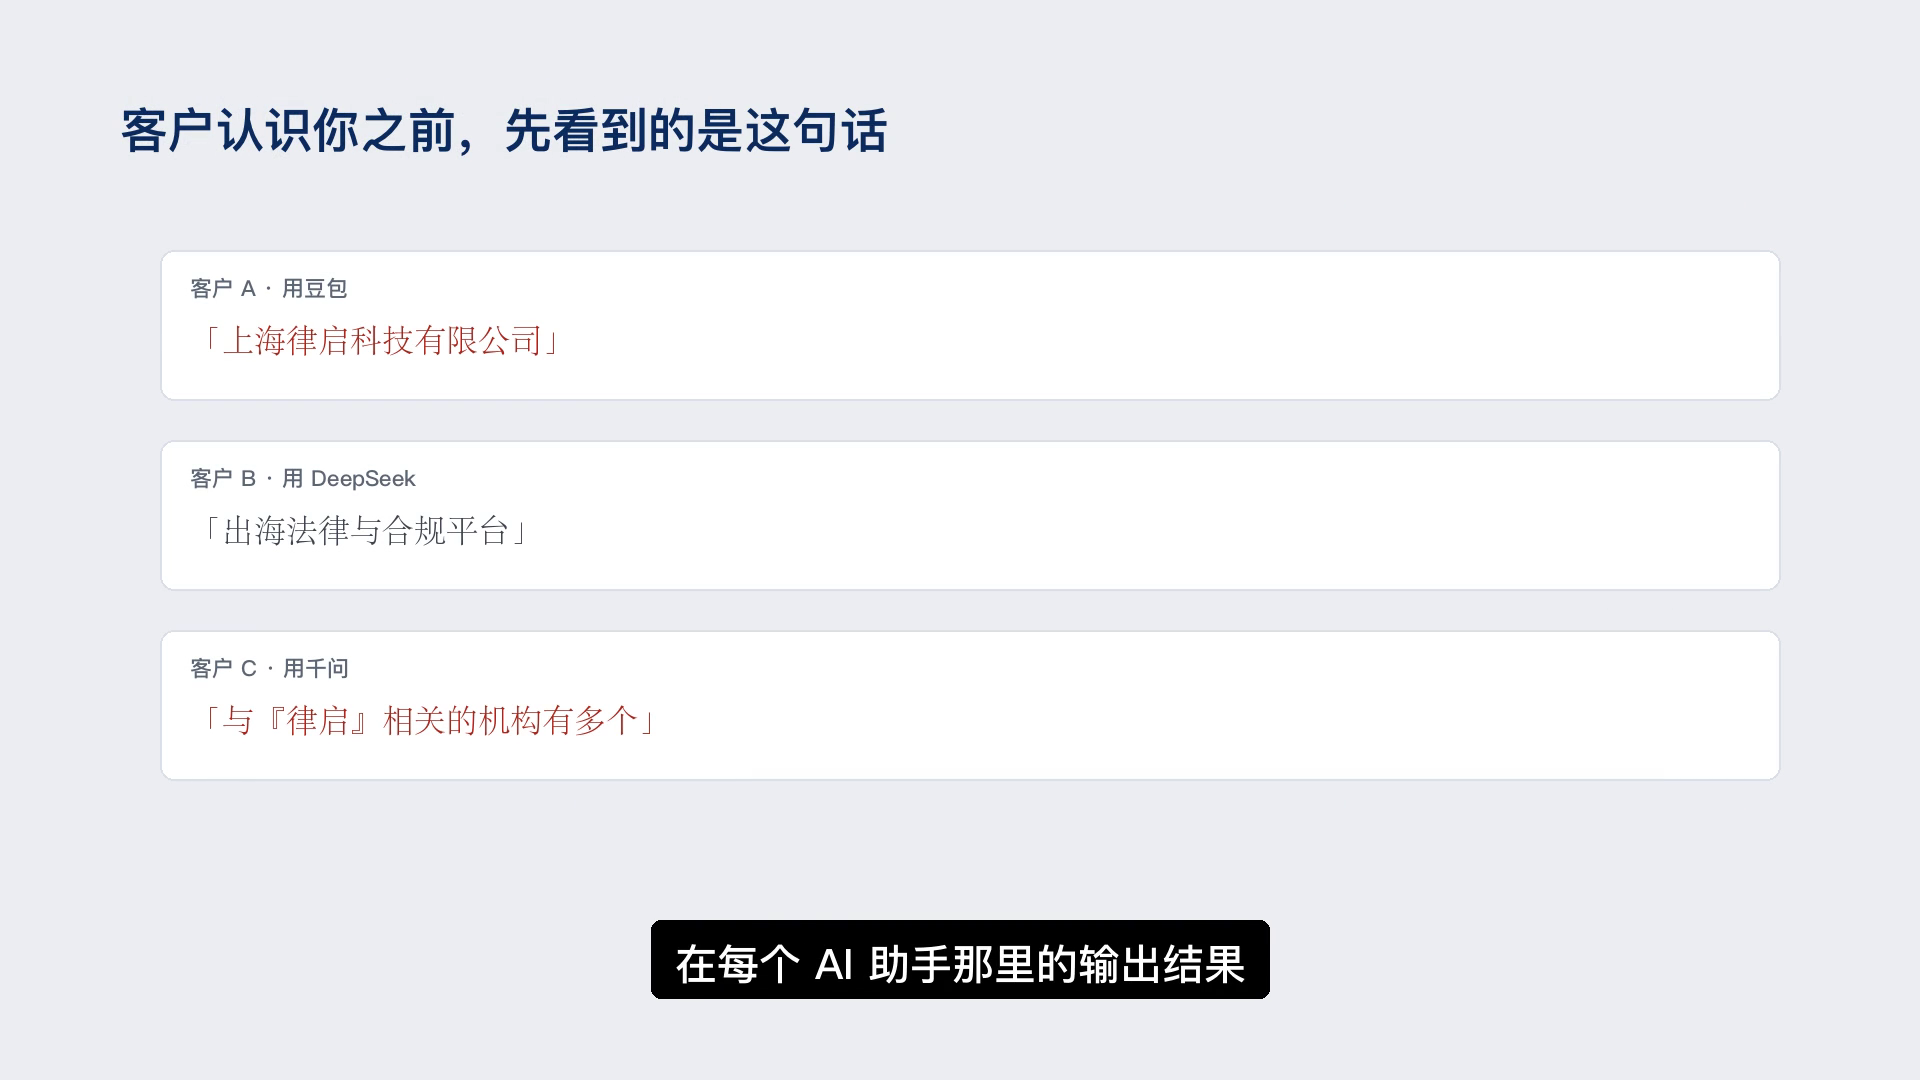 客户认识你之前，先看到的是这句话
客户 A · 用豆包
「上海律启科技有限公司」
客户 B · 用 DeepSeek
「出海法律与合规平台」
客户 C · 用千问
「与『律启』相关的机构有多个」
在每个 AI 助手那里的输出结果